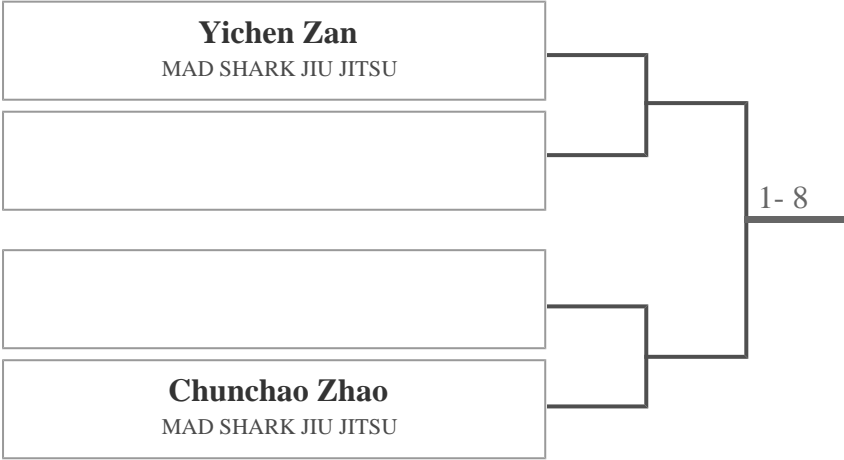 Yichen Zan
MAD SHARK JIU JITSU
1- 8
Chunchao Zhao
MAD SHARK JIU JITSU